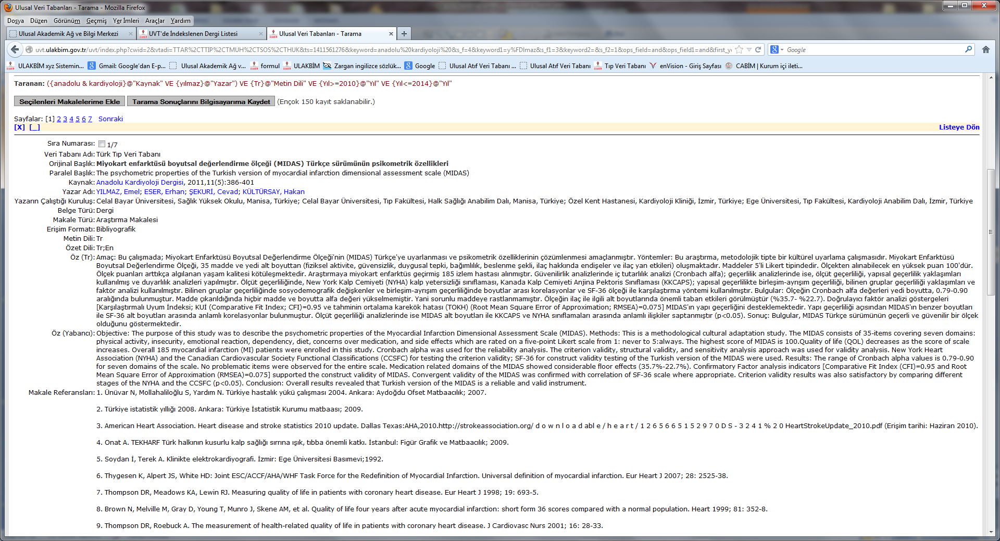 Ulusal Veri Tabanları - Tarama - Mozilla Firefox
Dosya Düzen Görünüm Geçmiş Yer İmleri Araçlar Yardım
Ulusal Akademik Ağ ve Bilgi Merkezi
UVT'de İndekslenen Dergi Listesi
Ulusal Veri Tabanları - Tarama
uvt.ulakbim.gov.tr/uvt/index.php?cwid=2&vtadi=TTAR%2CTTIP%2CTMUH%2CTSOS%2CTHUK&ts=1411561276&keyword=anadolu%20kardiyoloji%20&s_f=4&keyword1=y%FDlmaz&s_f1=3&keyword2=&s_f2=1&ops_field=and&ops_field1=and&first_y
Google
ULAKBİM xyz Sisteminin... Gmail: Google'dan E-p... Ulusal Akademik Ağ v... formul ULAKBİM Zargan ingilizce sözlük... Google Ulusal Atıf Veri Tabanı ... Ulusal Atıf Veri Tabanı Tıp Veri Tabanı enVision - Giriş Sayfası CABİM | Kurum içi ileti...
Taranan: ({anadolu & kardiyoloji}@"Kaynak" VE {yılmaz}@"Yazar") VE {Tr}@"Metin Dili" VE {Yıl>=2010}@"Yıl" VE {Yıl<=2014}@"Yıl"
Seçilenleri Makalelerime Ekle Tarama Sonuçlarını Bilgisayarıma Kaydet (Ençok 150 kayıt saklanabilir.)
Sayfalar: [1] 2 3 4 5 6 7 Sonraki
[X] [_] Listeye Dön
Sıra Numarası: 1/7
Veri Tabanı Adı: Türk Tıp Veri Tabanı
Orijinal Başlık: Miyokart enfarktüsü boyutsal değerlendirme ölçeği (MIDAS) Türkçe sürümünün psikometrik özellikleri
Paralel Başlık: The psychometric properties of the Turkish version of myocardial infarction dimensional assessment scale (MIDAS)
Kaynak: Anadolu Kardiyoloji Dergisi, 2011,11(5):386-401
Yazar Adı: YILMAZ, Emel; ESER, Erhan; ŞEKURİ, Cevad; KÜLTÜRSAY, Hakan
Yazarın Çalıştığı Kuruluş: Celal Bayar Üniversitesi, Sağlık Yüksek Okulu, Manisa, Türkiye; Celal Bayar Üniversitesi, Tıp Fakültesi, Halk Sağlığı Anabilim Dalı, Manisa, Türkiye; Özel Kent Hastanesi, Kardiyoloji Kliniği, İzmir, Türkiye; Ege Üniversitesi, Tıp Fakültesi, Kardiyoloji Anabilim Dalı, İzmir, Türkiye
Belge Türü: Dergi
Makale Türü: Araştırma Makalesi
Erişim Formatı: Bibliyografik
Metin Dili: Tr
Özet Dili: Tr;En
Öz (Tr): Amaç: Bu çalışmada; Miyokart Enfarktüsü Boyutsal Değerlendirme Ölçeği'nin (MIDAS) Türkçe'ye uyarlanması ve psikometrik özelliklerinin çözümlenmesi amaçlanmıştır. Yöntemler: Bu araştırma, metodolojik tipte bir kültürel uyarlama çalışmasıdır. Miyokart Enfarktüsü
Boyutsal Değerlendirme Ölçeği, 35 madde ve yedi alt boyuttan (fiziksel aktivite, güvensizlik, duygusal tepki, bağımlılık, beslenme şekli, ilaç hakkında endişeler ve ilaç yan etkileri) oluşmaktadır. Maddeler 5'li Likert tipindedir. Ölçekten alınabilecek en yüksek puan 100'dür.
Ölçek puanları arttıkça algılanan yaşam kalitesi kötüleşmektedir. Araştırmaya miyokart enfarktüs geçirmiş 185 izlem hastası alınmıştır. Güvenilirlik analizlerinde iç tutarlılık analizi (Cronbach alfa); geçerlilik analizlerinde ise, ölçüt geçerliliği, yapısal geçerlilik yaklaşımları
kullanılmış ve duyarlılık analizleri yapılmıştır. Ölçüt geçerliliğinde, New York Kalp Cemiyeti (NYHA) kalp yetersizliği sınıflaması, Kanada Kalp Cemiyeti Anjina Pektoris Sınıflaması (KKCAPS); yapısal geçerlilikte birleşim-ayrışım geçerliliği, bilinen gruplar geçerliliği yaklaşımları ve
faktör analizi kullanılmıştır. Bilinen gruplar geçerliliğinde sosyodemografik değişkenler ve birleşim-ayrışım geçerliliğinde boyutlar arası korelasyonlar ve SF-36 ölçeği ile karşılaştırma yöntemi kullanılmıştır. Bulgular: Ölçeğin Cronbach alfa değerleri yedi boyutta, 0.79-0.90
aralığında bulunmuştur. Madde çıkarıldığında hiçbir madde ve boyutta alfa değeri yükselmemiştir. Yani sorunlu maddeye rastlanmamıştır. Ölçeğin ilaç ile ilgili alt boyutlarında önemli taban etkileri görülmüştür (%35.7- %22.7). Doğrulayıcı faktör analizi göstergeleri
[Karşılaştırmalı Uyum İndeksi; KUİ (Comparative Fit Index; CFI)=0.95 ve tahminin ortalama karekök hatası (TOKH) (Root Mean Square Error of Approximation; RMSEA)=0.075] MIDAS'ın yapı geçerliğini desteklemektedir. Yapı geçerliliği açısından MIDAS'ın benzer boyutları
ile SF-36 alt boyutları arasında anlamlı korelasyonlar bulunmuştur. Ölçüt geçerliliği analizlerinde ise MIDAS alt boyutları ile KKCAPS ve NYHA sınıflamaları arasında anlamlı ilişkiler saptanmıştır (p<0.05). Sonuç: Bulgular, MIDAS Türkçe sürümünün geçerli ve güvenilir bir ölçek
olduğunu göstermektedir.
Öz (Yabancı): Objective: The purpose of this study was to describe the psychometric properties of the Myocardial Infarction Dimensional Assessment Scale (MIDAS). Methods: This is a methodological cultural adaptation study. The MIDAS consists of 35-items covering seven domains:
physical activity, insecurity, emotional reaction, dependency, diet, concerns over medication, and side effects which are rated on a five-point Likert scale from 1: never to 5:always. The highest score of MIDAS is 100.Quality of life (QOL) decreases as the score of scale
increases. Overall 185 myocardial infarction (MI) patients were enrolled in this study. Cronbach alpha was used for the reliability analysis. The criterion validity, structural validity, and sensitivity analysis approach was used for validity analysis. New York Heart
Association (NYHA) and the Canadian Cardiovascular Society Functional Classifications (CCSFC) for testing the criterion validity; SF-36 for construct validity testing of the Turkish version of the MIDAS were used. Results: The range of Cronbach alpha values is 0.79-0.90
for seven domains of the scale. No problematic items were observed for the entire scale. Medication related domains of the MIDAS showed considerable floor effects (35.7%-22.7%). Confirmatory Factor analysis indicators [Comparative Fit Index (CFI)=0.95 and Root
Mean Square Error of Approximation (RMSEA)=0.075] supported the construct validity of MIDAS. Convergent validity of the MIDAS was confirmed with correlation of SF-36 scale where appropriate. Criterion validity results was also satisfactory by comparing different
stages of the NYHA and the CCSFC (p<0.05). Conclusion: Overall results revealed that Turkish version of the MIDAS is a reliable and valid instrument.
Makale Referansları: 1. Ünüvar N, Mollahaliloğlu S, Yardım N. Türkiye hastalık yükü çalışması 2004. Ankara: Aydoğdu Ofset Matbaacılık; 2007.
2. Türkiye istatistik yıllığı 2008. Ankara: Türkiye İstatistik Kurumu matbaası; 2009.
3. American Heart Association. Heart disease and stroke statistics 2010 update. Dallas Texas:AHA,2010.http://strokeassociation.org/ d o w n l o a d able / h e a r t / 1 2 6 5 6 6 5 1 5 2 9 7 0 D S - 3 2 4 1 % 2 0 HeartStrokeUpdate_2010.pdf (Erişim tarihi: Haziran 2010).
4. Onat A. TEKHARF Türk halkının kusurlu kalp sağlığı sırrına ışık, tıbba önemli katkı. İstanbul: Figür Grafik ve Matbaacılık; 2009.
5. Soydan İ, Terek A. Klinikte elektrokardiyografi. İzmir: Ege Üniversitesi Basımevi;1992.
6. Thygesen K, Alpert JS, White HD: Joint ESC/ACCF/AHA/WHF Task Force for the Redefinition of Myocardial Infarction. Universal definition of myocardial infarction. Eur Heart J 2007; 28: 2525-38.
7. Thompson DR, Meadows KA, Lewin RJ. Measuring quality of life in patients with coronary heart disease. Eur Heart J 1998; 19: 693-5.
8. Brown N, Melville M, Gray D, Young T, Munro J, Skene AM, et al. Quality of life four years after acute myocardial infarction: short form 36 scores compared with a normal population. Heart 1999; 81: 352-8.
9. Thompson DR, Roebuck A. The measurement of health-related quality of life in patients with coronary heart disease. J Cardiovasc Nurs 2001; 16: 28-33.